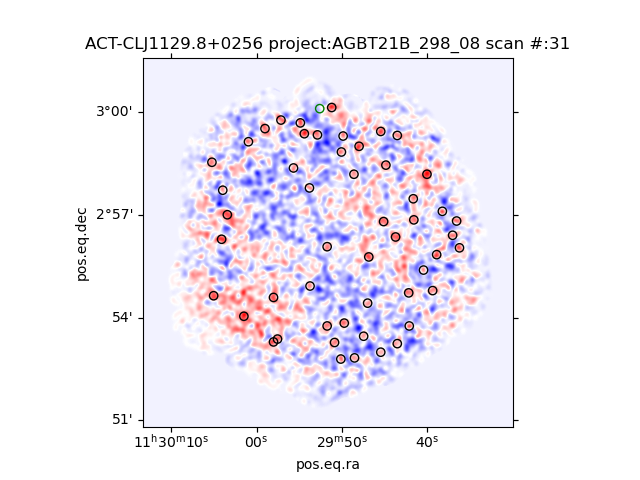 ACT-CLJ1129.8+0256 project:AGBT21B_298_08 scan #:31
3°00'
2°57'
54'
51'
pos.eq.dec
11ʰ30ᵐ10ˢ 00ˢ 29ᵐ50ˢ 40ˢ
pos.eq.ra